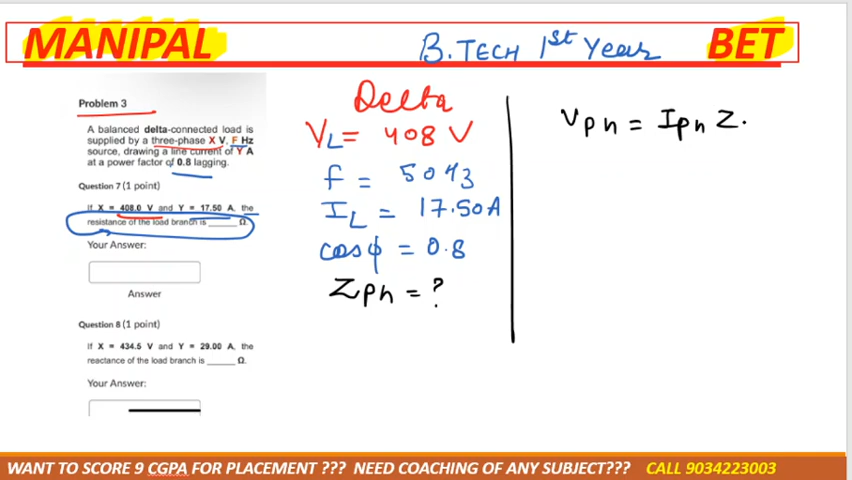 MANIPAL
B.TECH 1st Year
BET
Problem 3
A balanced delta-connected load is
supplied by a three-phase X V, F Hz
source, drawing a line current of Y A
at a power factor of 0.8 lagging.
Question 7 (1 point)
If X = 408.0 V and Y = 17.50 A, the
resistance of the load branch is _____ Ω.
Your Answer:
Answer
Question 8 (1 point)
If X = 434.5 V and Y = 29.00 A, the
reactance of the load branch is _____ Ω.
Your Answer:
Delta
VL = 408 V
f = 50Hz
IL = 17.50A
cosϕ = 0.8
Zph = ?
Vph = Iph Z.
WANT TO SCORE 9 CGPA FOR PLACEMENT ??? NEED COACHING OF ANY SUBJECT??? CALL 9034223003